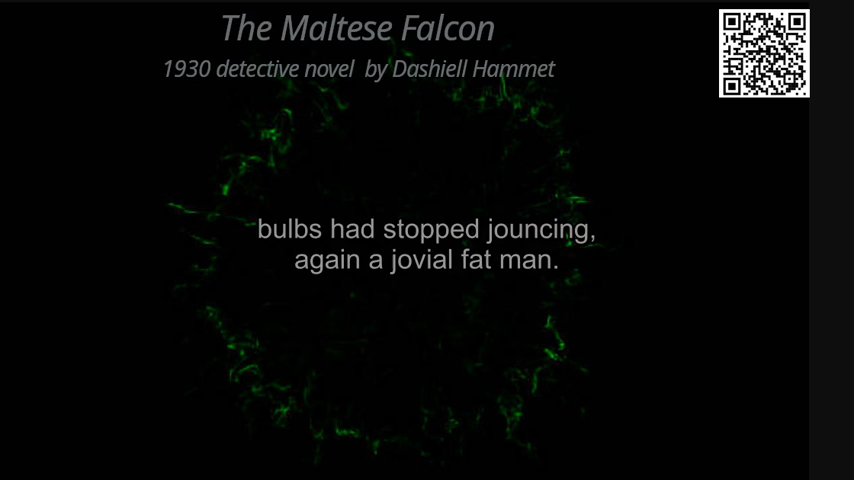 The Maltese Falcon
1930 detective novel by Dashiell Hammet
bulbs had stopped jouncing,
again a jovial fat man.